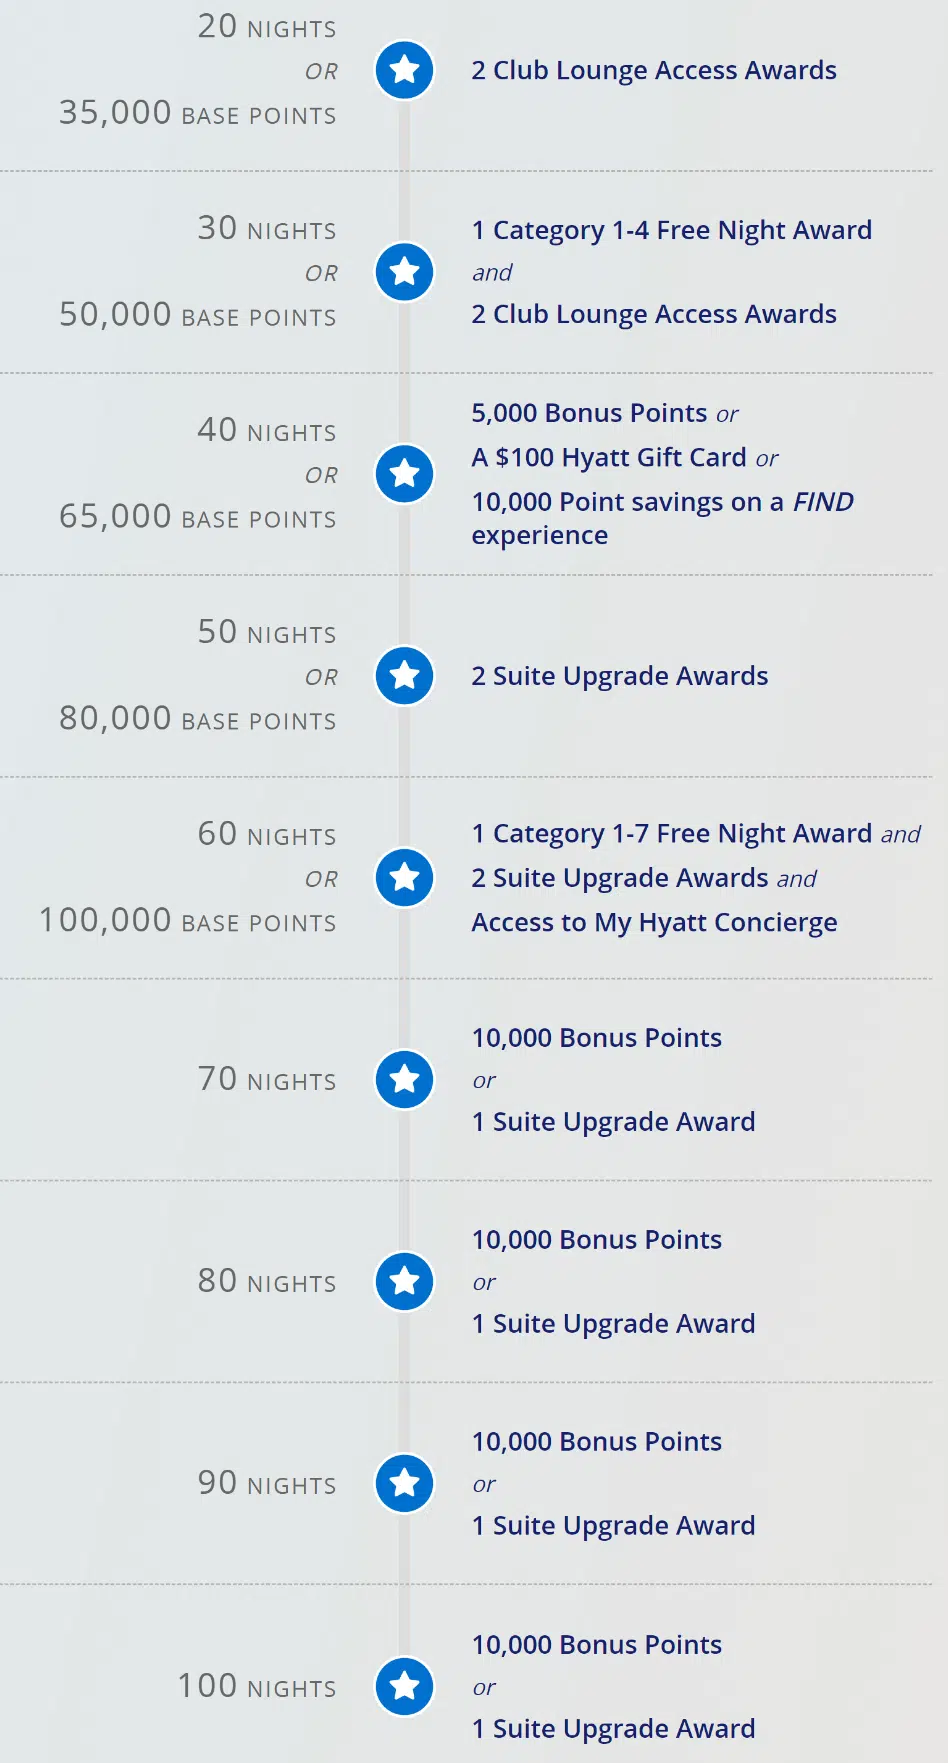 20 NIGHTS
OR
35,000 BASE POINTS
2 Club Lounge Access Awards
30 NIGHTS
OR
50,000 BASE POINTS
1 Category 1-4 Free Night Award
and
2 Club Lounge Access Awards
40 NIGHTS
OR
65,000 BASE POINTS
5,000 Bonus Points or
A $100 Hyatt Gift Card or
10,000 Point savings on a FIND
experience
50 NIGHTS
OR
80,000 BASE POINTS
2 Suite Upgrade Awards
60 NIGHTS
OR
100,000 BASE POINTS
1 Category 1-7 Free Night Award and
2 Suite Upgrade Awards and
Access to My Hyatt Concierge
70 NIGHTS
10,000 Bonus Points
or
1 Suite Upgrade Award
80 NIGHTS
10,000 Bonus Points
or
1 Suite Upgrade Award
90 NIGHTS
10,000 Bonus Points
or
1 Suite Upgrade Award
100 NIGHTS
10,000 Bonus Points
or
1 Suite Upgrade Award